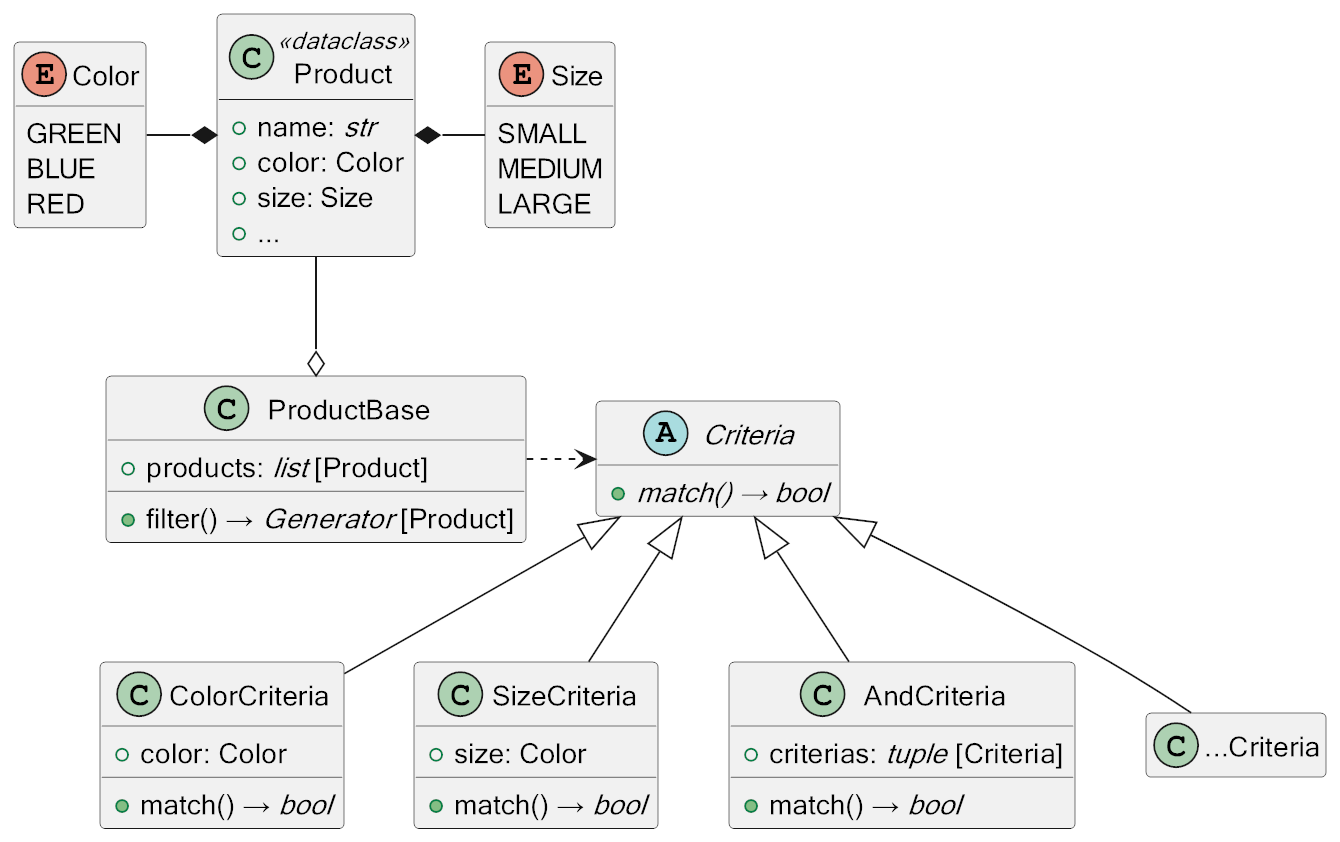 E Color
GREEN
BLUE
RED
C «dataclass»
Product
name: str
color: Color
size: Size
...
E Size
SMALL
MEDIUM
LARGE
C ProductBase
products: list [Product]
filter() → Generator [Product]
A Criteria
match() → bool
C ColorCriteria
color: Color
match() → bool
C SizeCriteria
size: Color
match() → bool
C AndCriteria
criterias: tuple [Criteria]
match() → bool
C ...Criteria